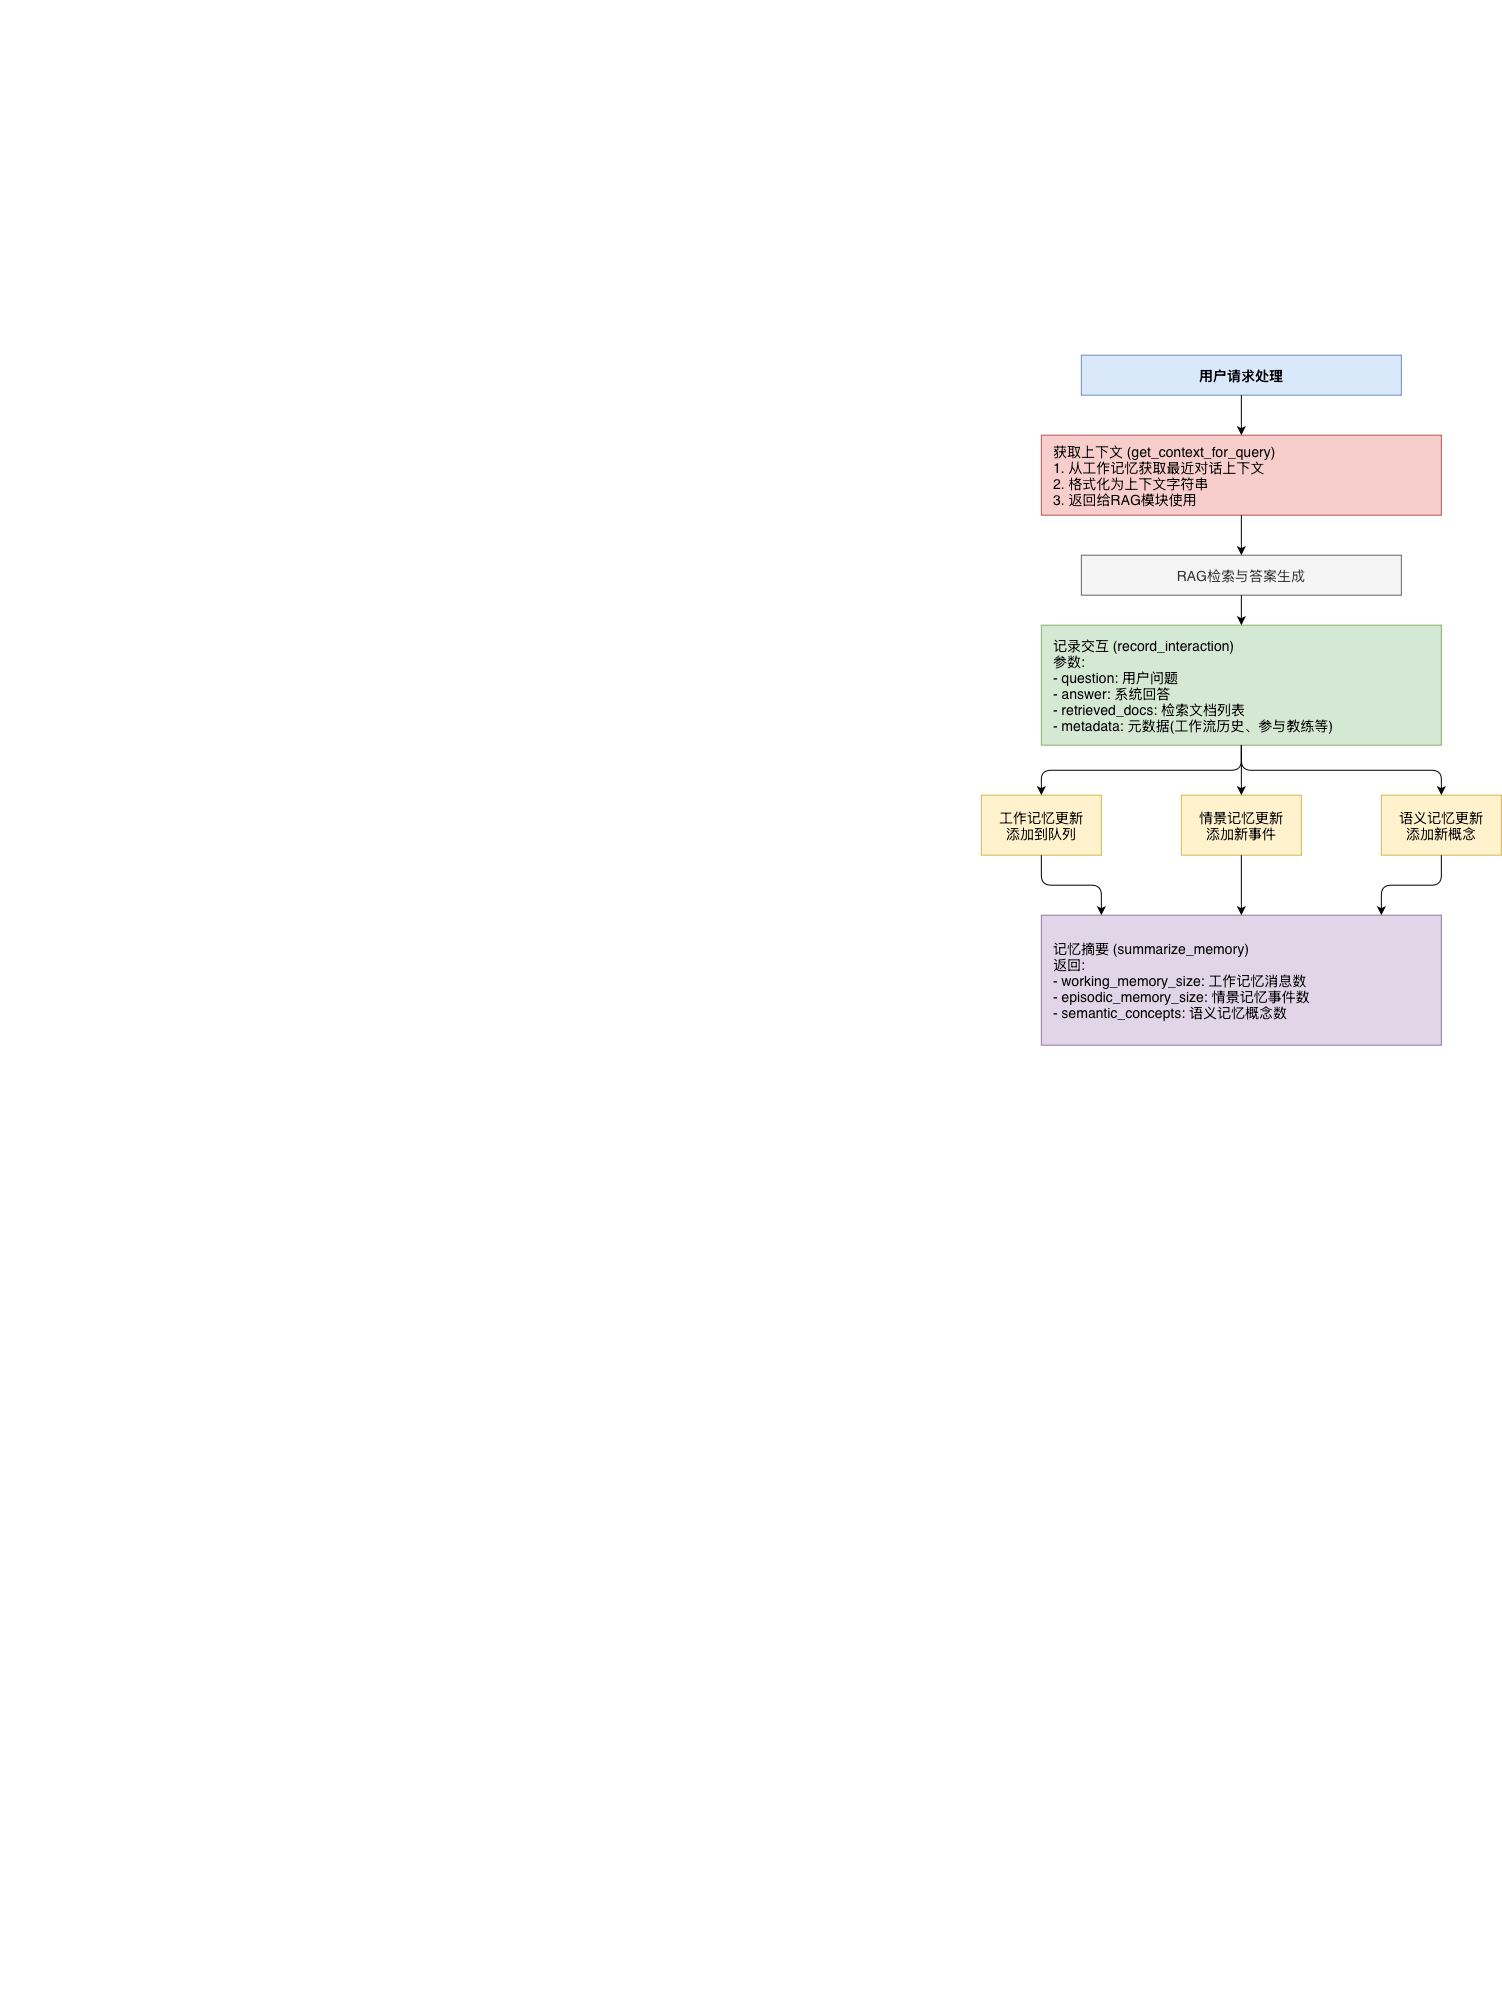 用户请求处理
获取上下文 (get_context_for_query)
1. 从工作记忆获取最近对话上下文
2. 格式化为上下文字符串
3. 返回给RAG模块使用
RAG检索与答案生成
记录交互 (record_interaction)
参数:
- question: 用户问题
- answer: 系统回答
- retrieved_docs: 检索文档列表
- metadata: 元数据(工作流历史、参与教练等)
工作记忆更新
添加到队列
情景记忆更新
添加新事件
语义记忆更新
添加新概念
记忆摘要 (summarize_memory)
返回:
- working_memory_size: 工作记忆消息数
- episodic_memory_size: 情景记忆事件数
- semantic_concepts: 语义记忆概念数